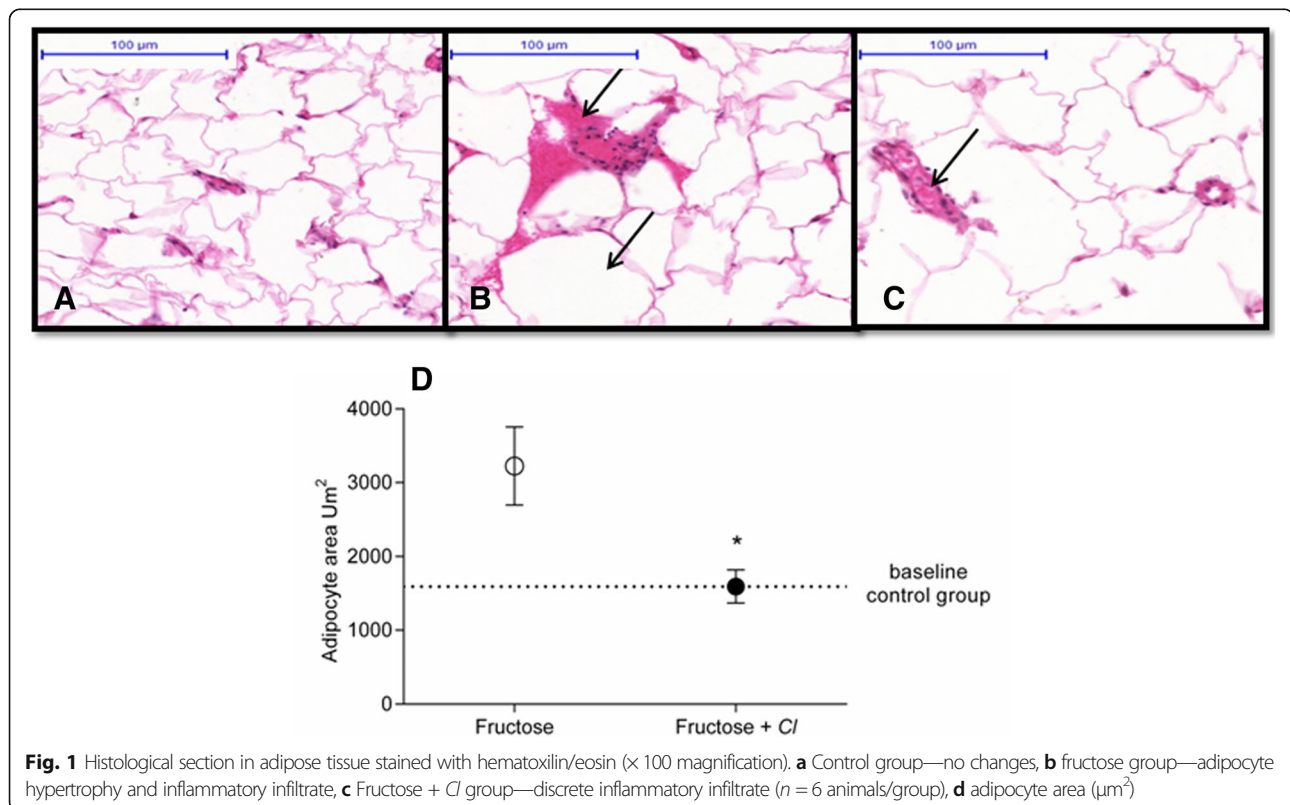 100 µm 100 µm 100 µm
A B C
D
4000
3000
2000
1000
0
Adipocyte area Um²
*
baseline
control group
Fructose Fructose + Cl
Fig. 1 Histological section in adipose tissue stained with hematoxilin/eosin (× 100 magnification). a Control group—no changes, b fructose group—adipocyte
hypertrophy and inflammatory infiltrate, c Fructose + Cl group—discrete inflammatory infiltrate (n = 6 animals/group), d adipocyte area (µm²)